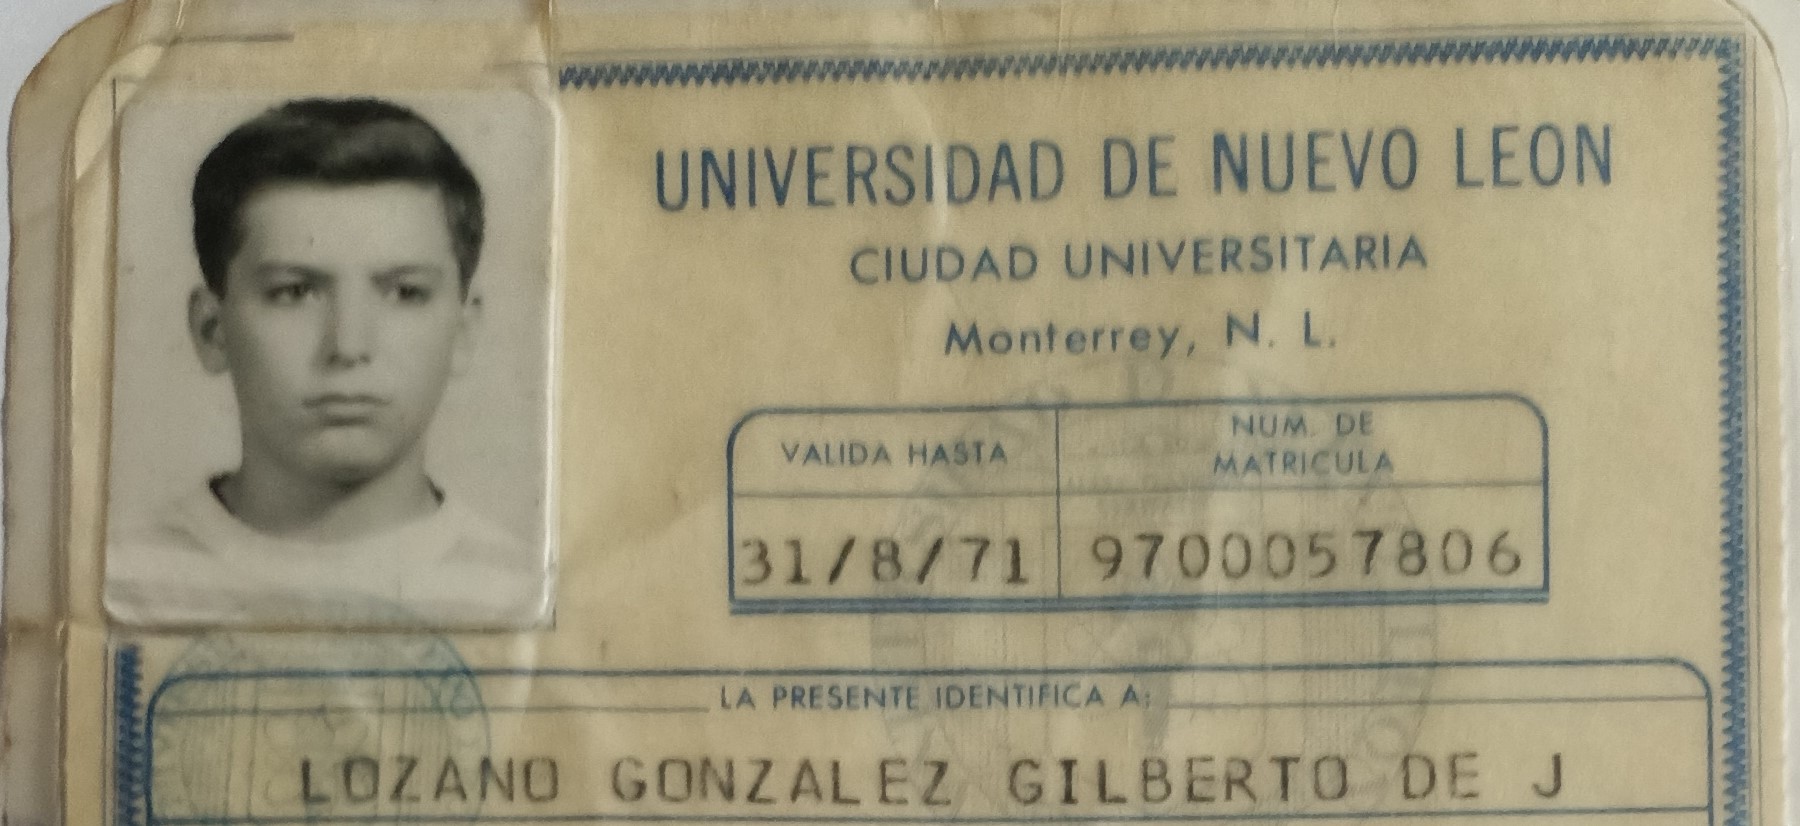 UNIVERSIDAD DE NUEVO LEON
CIUDAD UNIVERSITARIA
Monterrey, N. L.
VALIDA HASTA
NUM. DE
MATRICULA
31/8/71
9700057806
LA PRESENTE IDENTIFICA A:
LOZANO GONZALEZ GILBERTO DE J